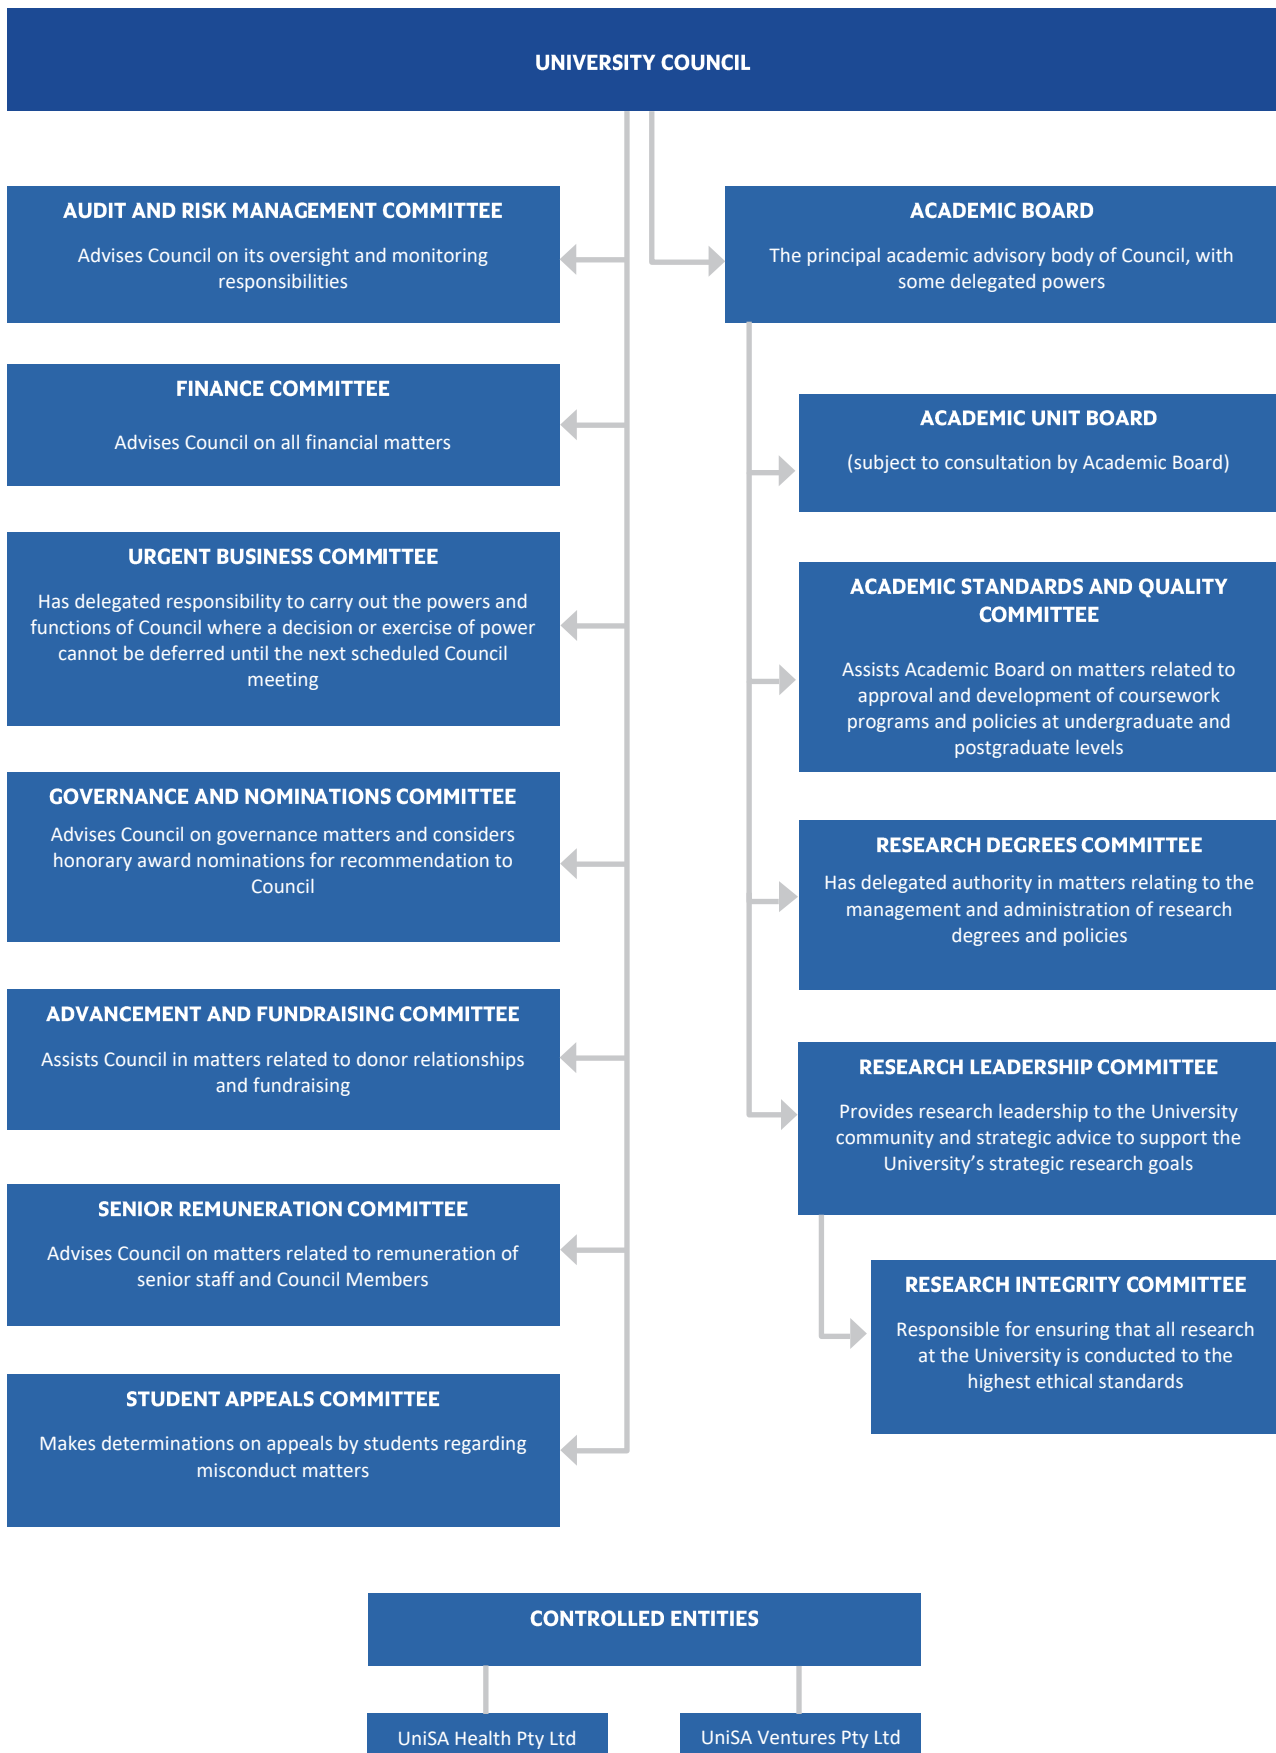 UNIVERSITY COUNCIL
AUDIT AND RISK MANAGEMENT COMMITTEE
Advises Council on its oversight and monitoring
responsibilities
FINANCE COMMITTEE
Advises Council on all financial matters
URGENT BUSINESS COMMITTEE
Has delegated responsibility to carry out the powers and
functions of Council where a decision or exercise of power
cannot be deferred until the next scheduled Council
meeting
GOVERNANCE AND NOMINATIONS COMMITTEE
Advises Council on governance matters and considers
honorary award nominations for recommendation to
Council
ADVANCEMENT AND FUNDRAISING COMMITTEE
Assists Council in matters related to donor relationships
and fundraising
SENIOR REMUNERATION COMMITTEE
Advises Council on matters related to remuneration of
senior staff and Council Members
STUDENT APPEALS COMMITTEE
Makes determinations on appeals by students regarding
misconduct matters
ACADEMIC BOARD
The principal academic advisory body of Council, with
some delegated powers
ACADEMIC UNIT BOARD
(subject to consultation by Academic Board)
ACADEMIC STANDARDS AND QUALITY
COMMITTEE
Assists Academic Board on matters related to
approval and development of coursework
programs and policies at undergraduate and
postgraduate levels
RESEARCH DEGREES COMMITTEE
Has delegated authority in matters relating to the
management and administration of research
degrees and policies
RESEARCH LEADERSHIP COMMITTEE
Provides research leadership to the University
community and strategic advice to support the
University’s strategic research goals
RESEARCH INTEGRITY COMMITTEE
Responsible for ensuring that all research
at the University is conducted to the
highest ethical standards
CONTROLLED ENTITIES
UniSA Health Pty Ltd
UniSA Ventures Pty Ltd